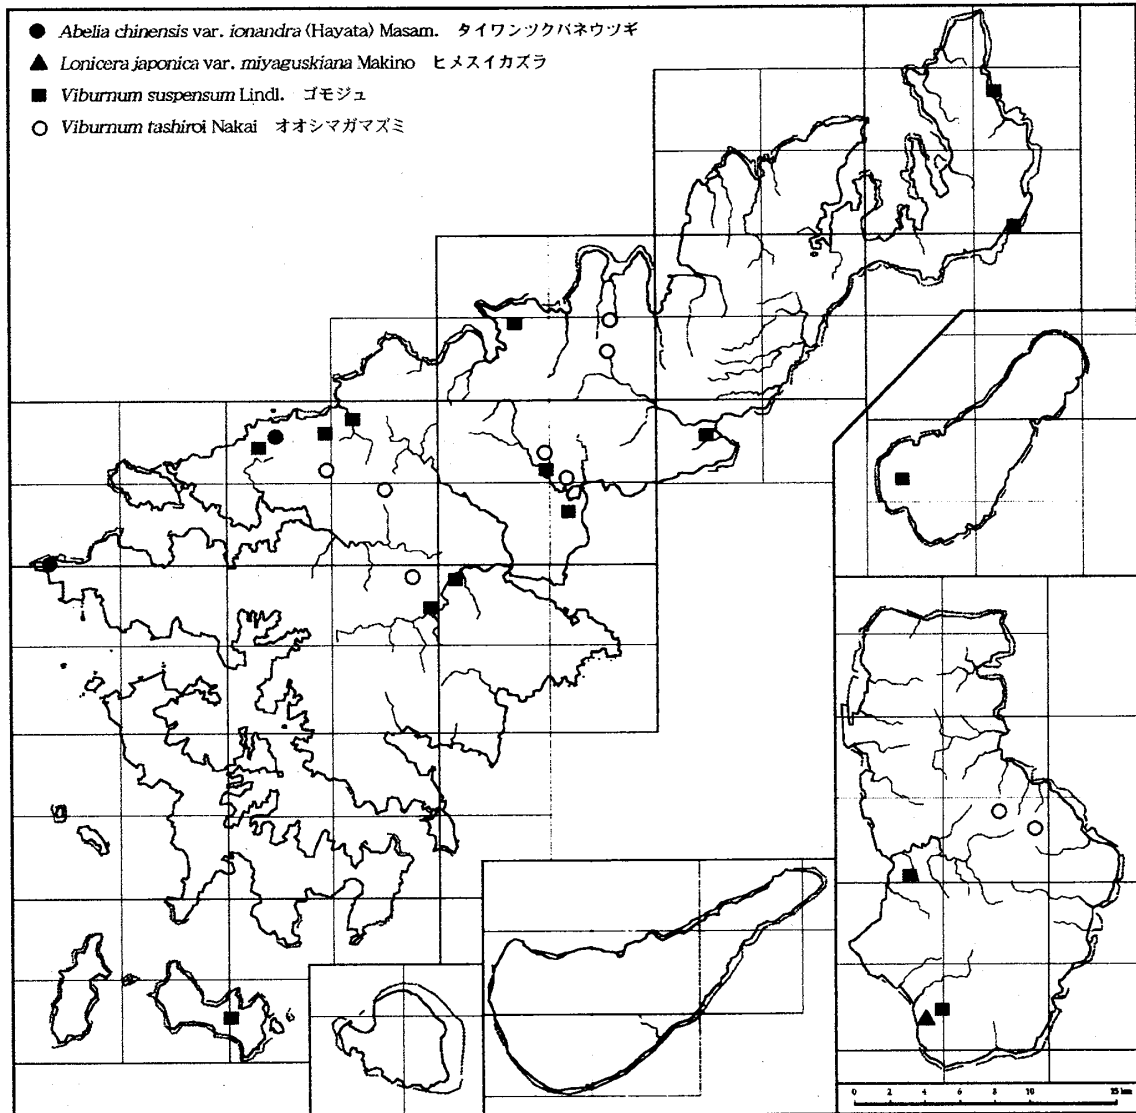 ● Abelia chinensis var. ionandra (Hayata) Masam. タイワンツクバネウツギ
▲ Lonicera japonica var. miyaguskiana Makino ヒメスイカズラ
■ Viburnum suspensum Lindl. ゴモジュ
○ Viburnum tashiroi Nakai オオシマガマズミ
0 2 4 6 8 10 15 km